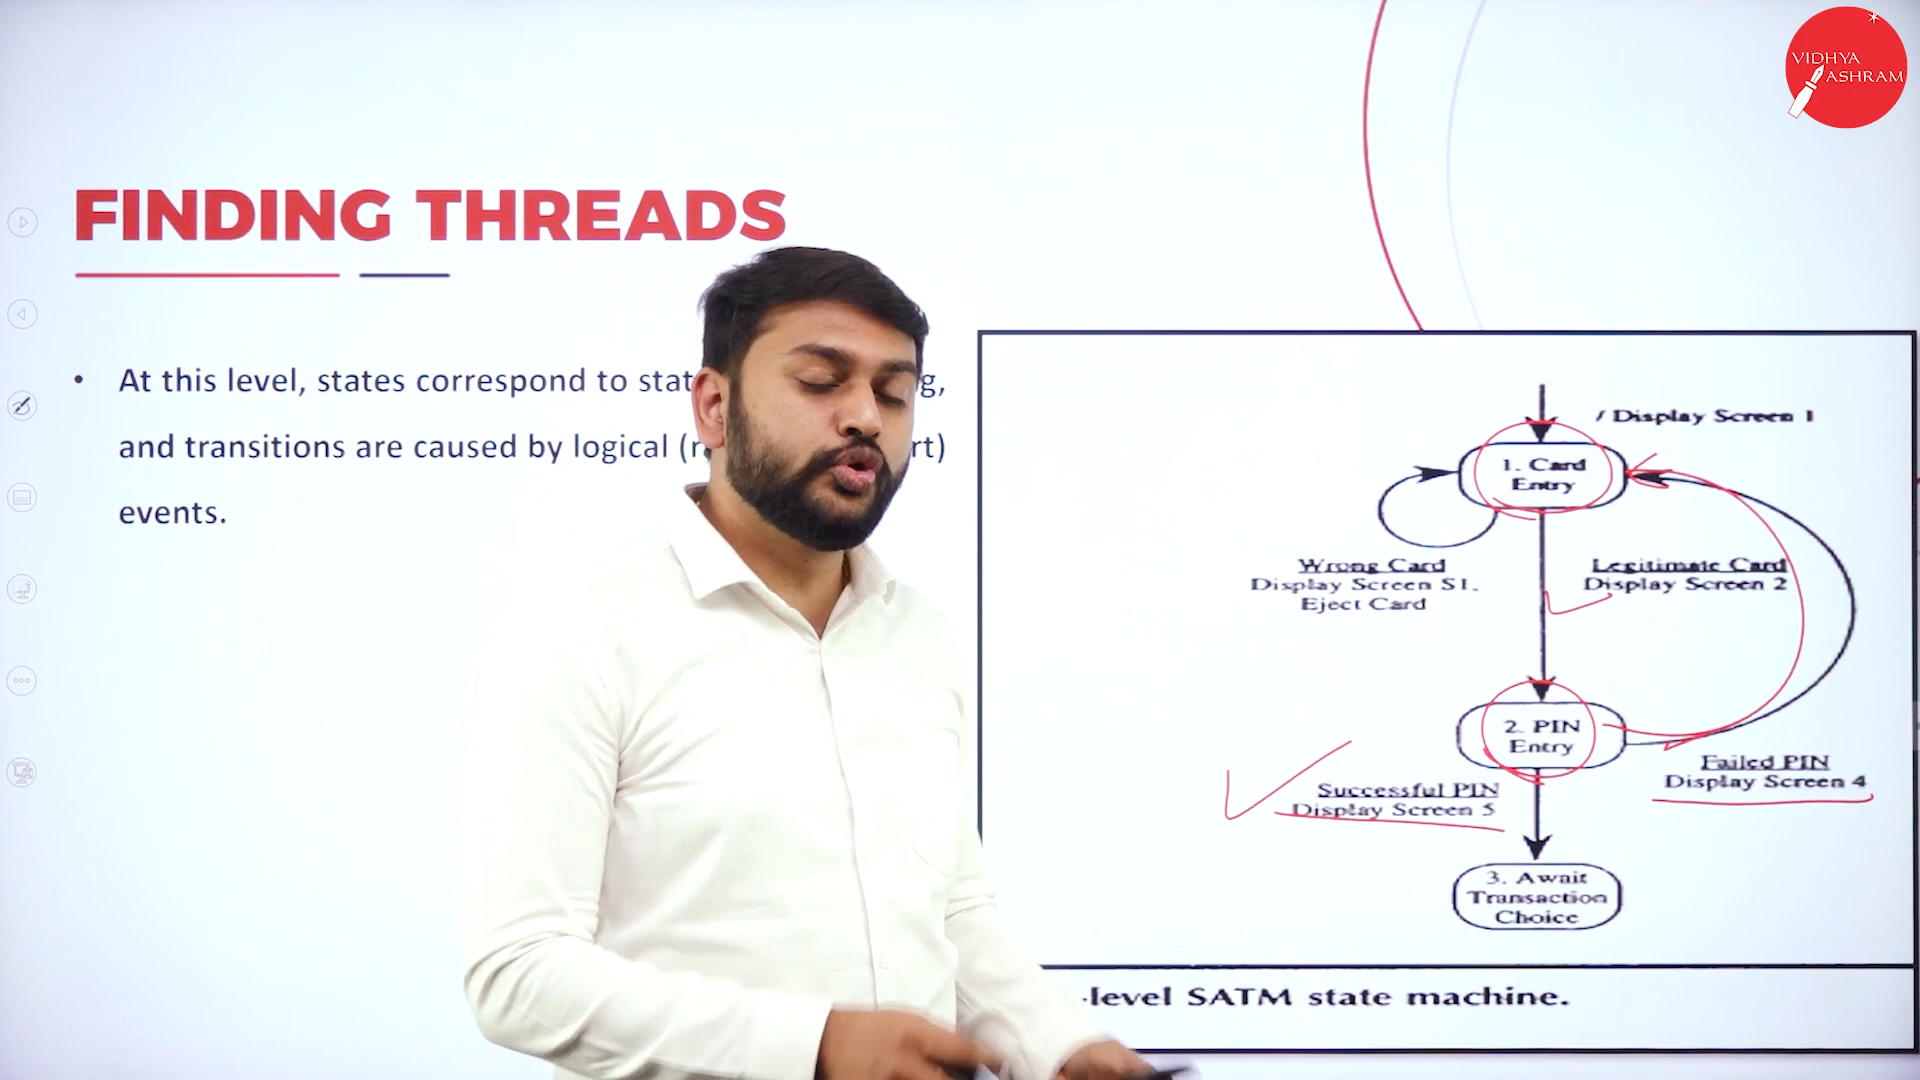 VIDHYA
ASHRAM
FINDING THREADS
• At this level, states correspond to
and transitions are caused by logical
events.
/ Display Screen 1
1. Card
Entry
Wrong Card
Display Screen S1,
Eject Card
Legitimate Card
Display Screen 2
2. PIN
Entry
Failed PIN
Display Screen 4
Successful PIN
Display Screen 5
3. Await
Transaction
Choice
-level SATM state machine.